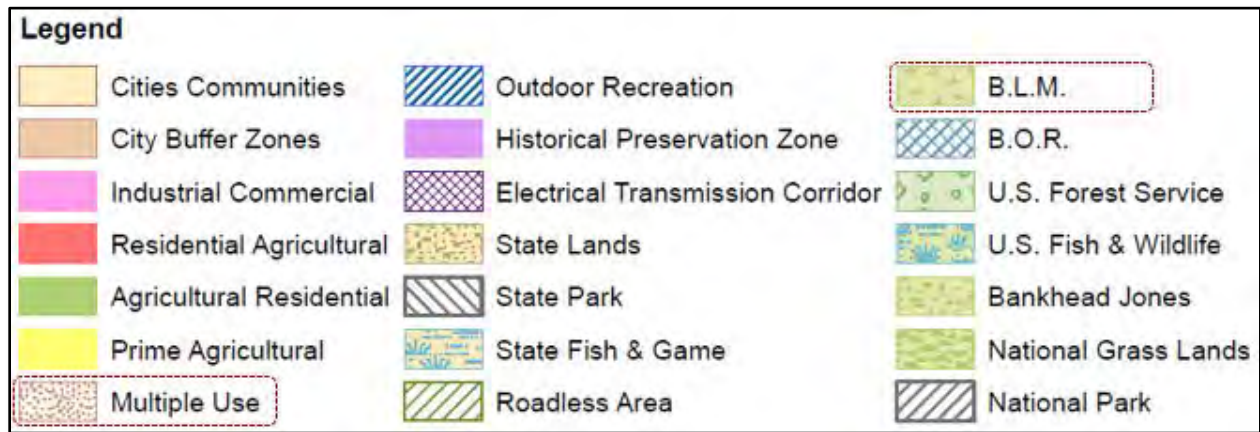 Legend
Cities Communities
City Buffer Zones
Industrial Commercial
Residential Agricultural
Agricultural Residential
Prime Agricultural
Multiple Use
Outdoor Recreation
Historical Preservation Zone
Electrical Transmission Corridor
State Lands
State Park
State Fish & Game
Roadless Area
B.L.M.
B.O.R.
U.S. Forest Service
U.S. Fish & Wildlife
Bankhead Jones
National Grass Lands
National Park